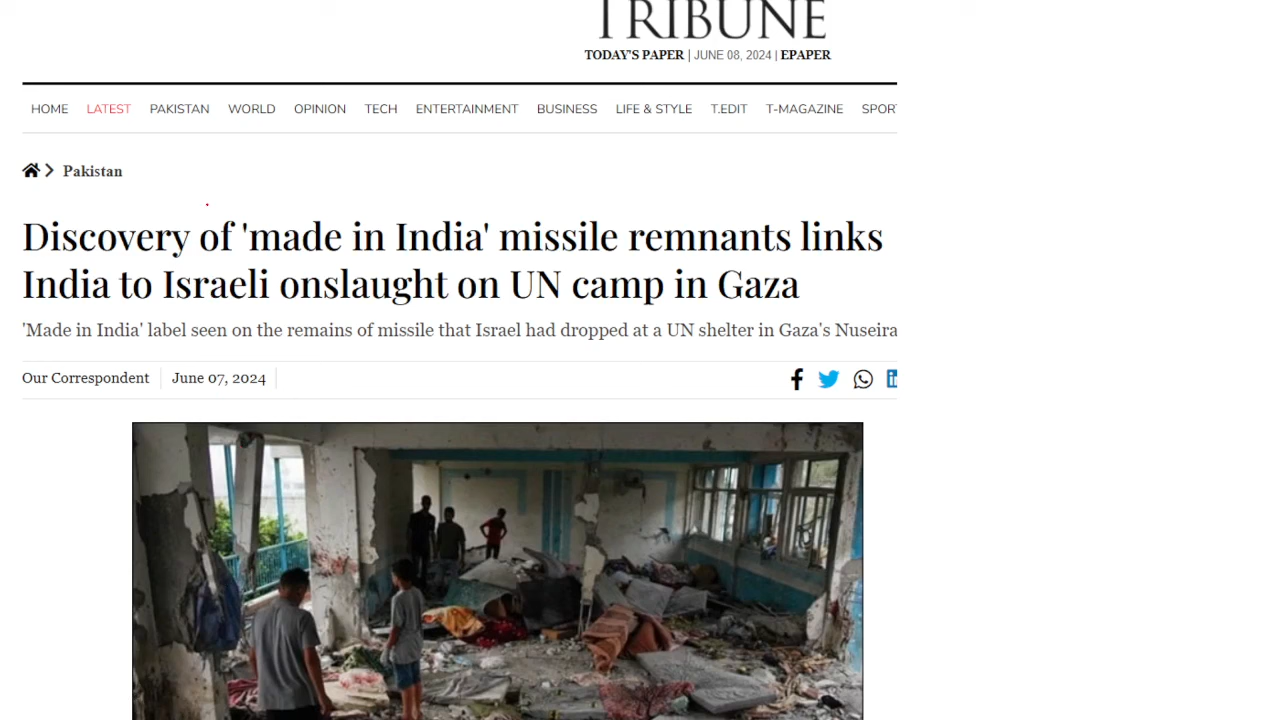 TRIBUNE
TODAY'S PAPER | JUNE 08, 2024 | EPAPER
HOME LATEST PAKISTAN WORLD OPINION TECH ENTERTAINMENT BUSINESS LIFE & STYLE T.EDIT T-MAGAZINE SPOR
Pakistan
Discovery of 'made in India' missile remnants links
India to Israeli onslaught on UN camp in Gaza
'Made in India' label seen on the remains of missile that Israel had dropped at a UN shelter in Gaza's Nuseira
Our Correspondent June 07, 2024